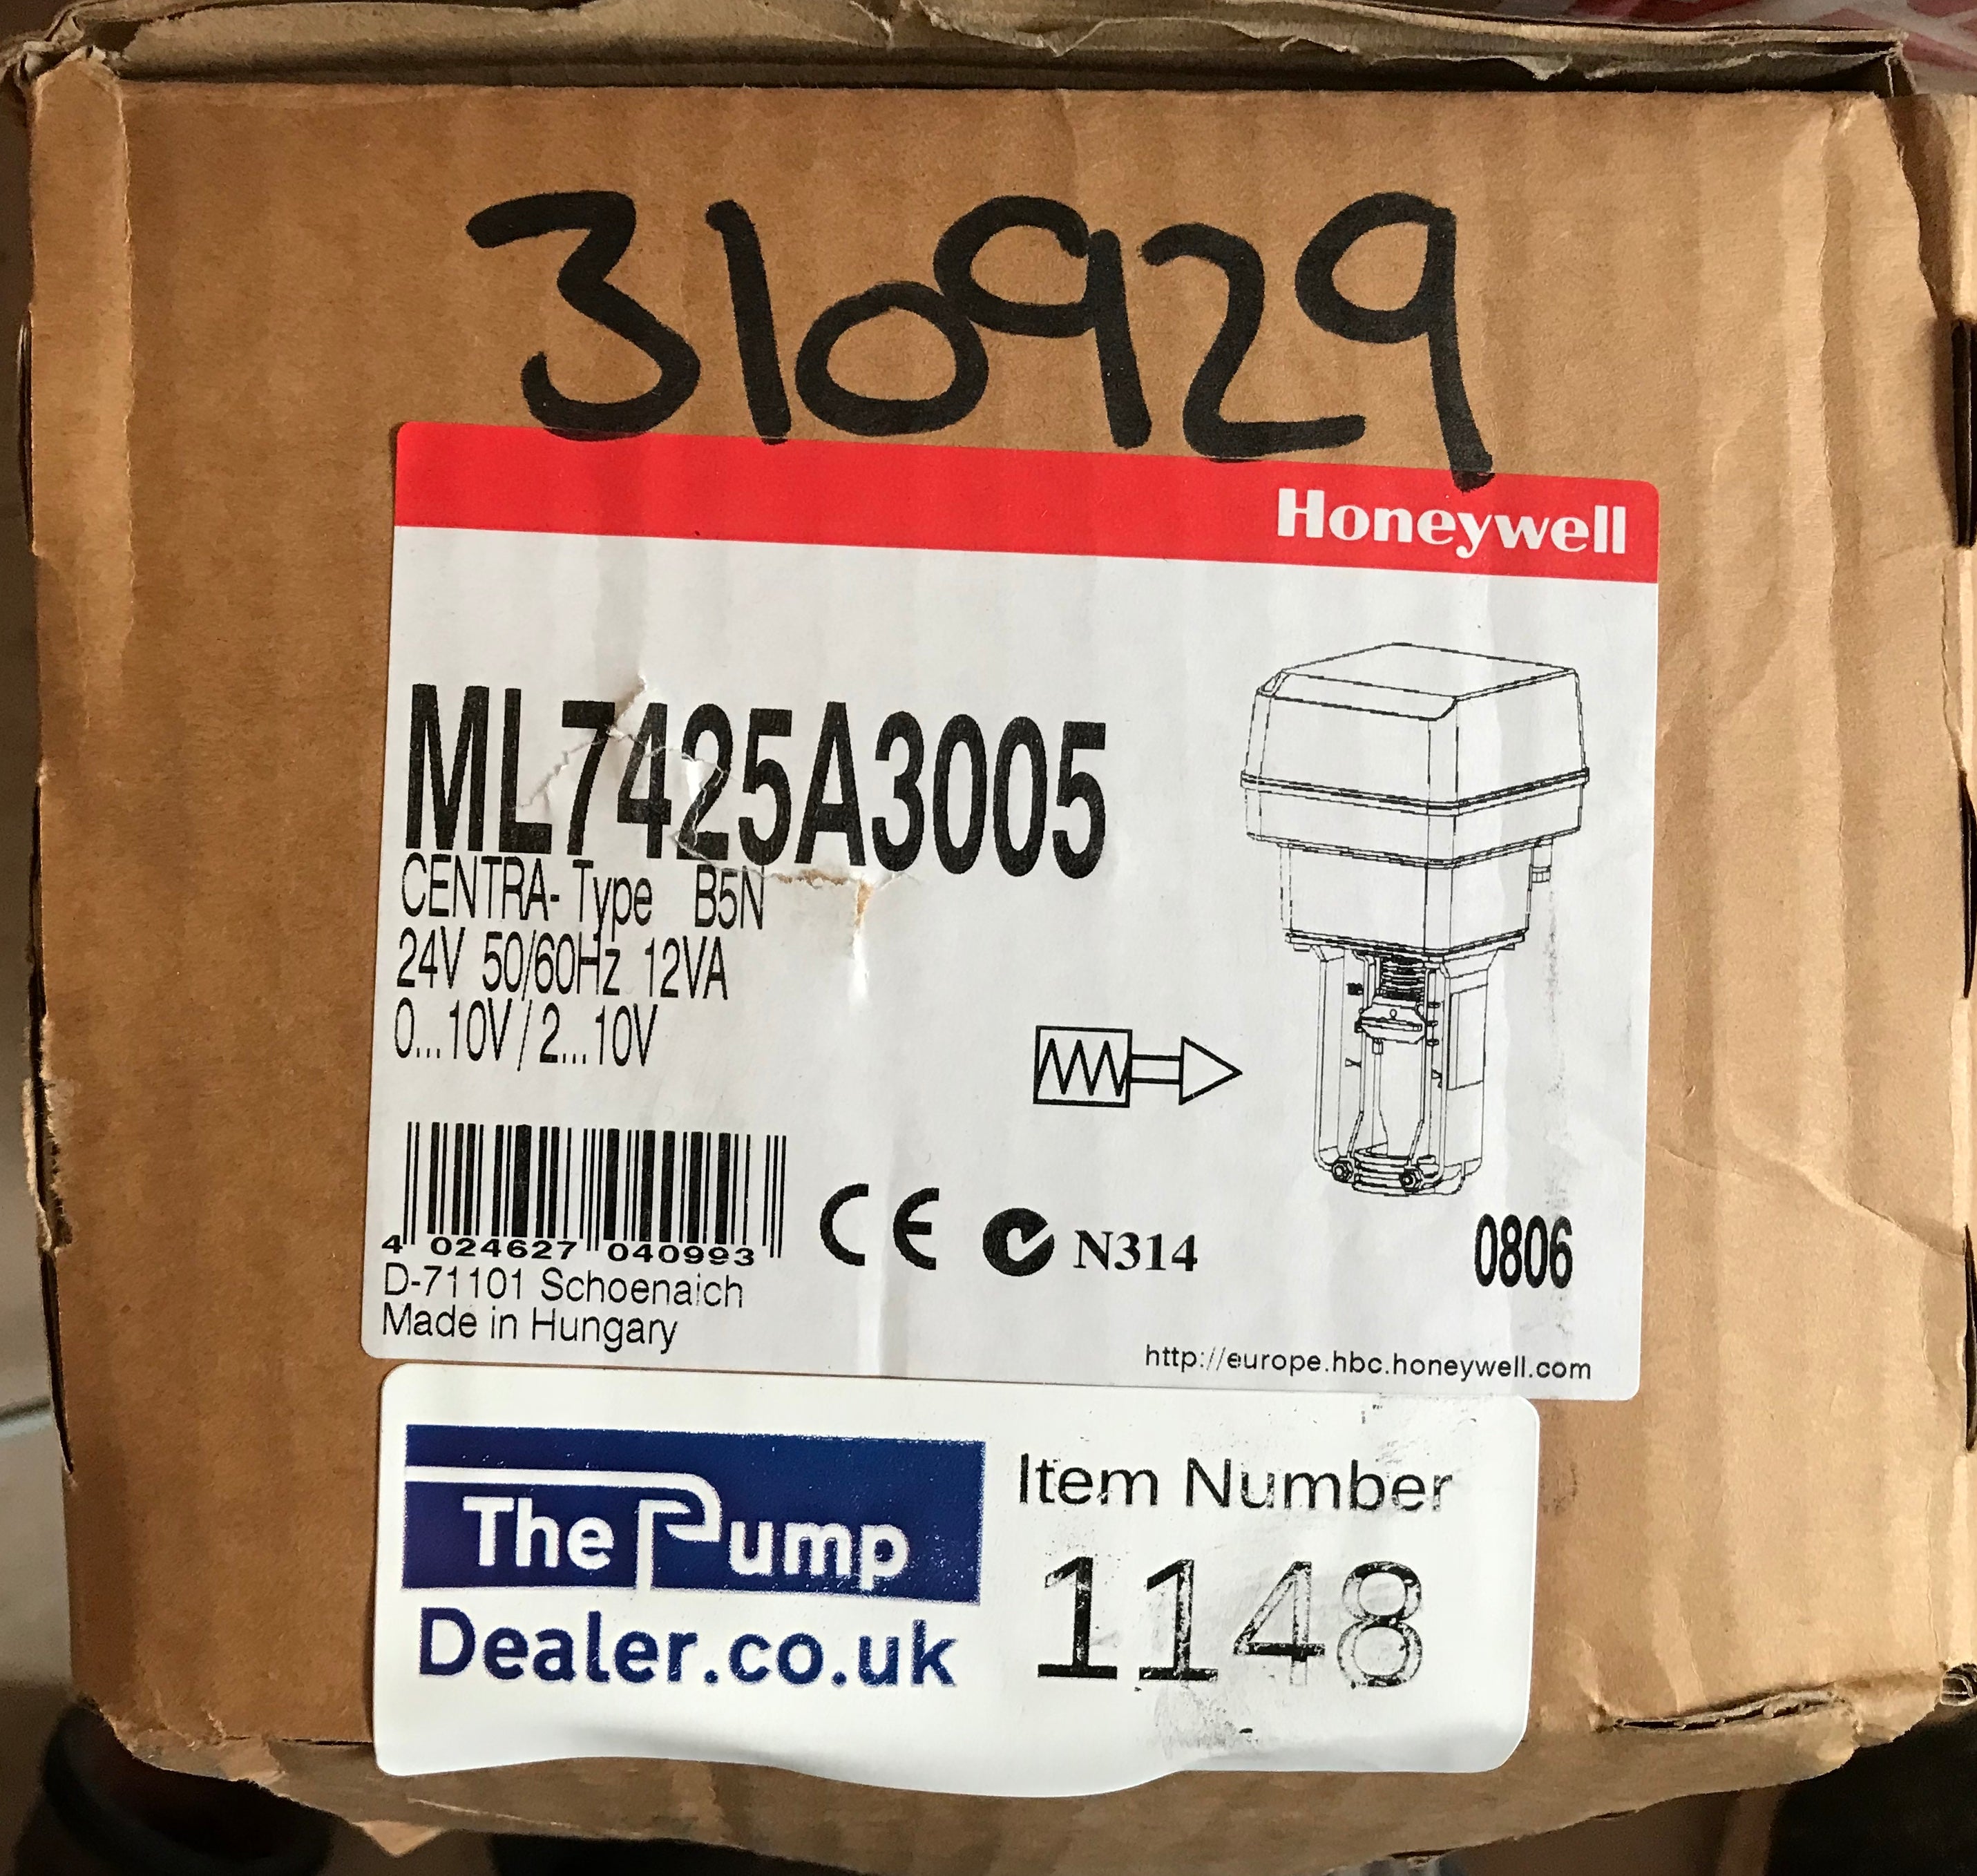 310929
Honeywell
ML7425A3005
CENTRA- Type B5N
24V 50/60Hz 12VA
0...10V / 2...10V
4 024627 040993
CE N314
0806
D-71101 Schoenaich
Made in Hungary
http://europe.hbc.honeywell.com
The Pump
Dealer.co.uk
Item Number
1148